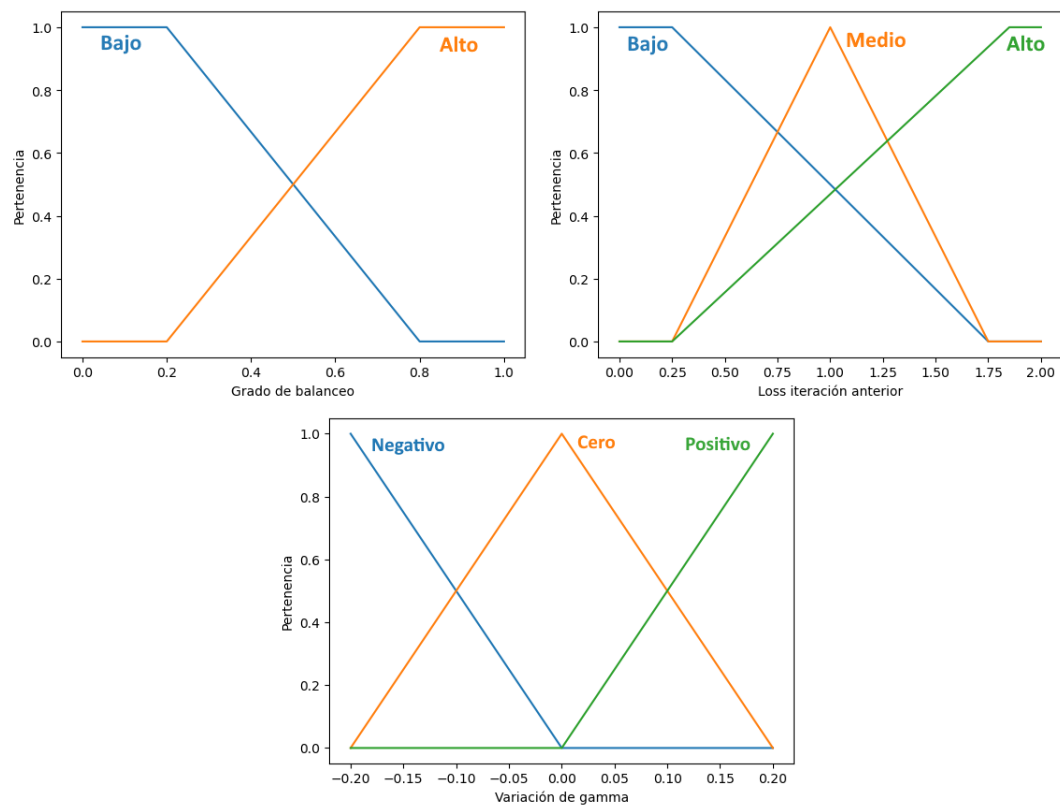 Bajo
Alto
1.0
0.8
0.6
0.4
0.2
0.0
Pertenencia
0.0 0.2 0.4 0.6 0.8 1.0
Grado de balanceo
Bajo
Medio
Alto
1.0
0.8
0.6
0.4
0.2
0.0
Pertenencia
0.00 0.25 0.50 0.75 1.00 1.25 1.50 1.75 2.00
Loss iteración anterior
Negativo
Cero
Positivo
1.0
0.8
0.6
0.4
0.2
0.0
Pertenencia
−0.20 −0.15 −0.10 −0.05 0.00 0.05 0.10 0.15 0.20
Variación de gamma